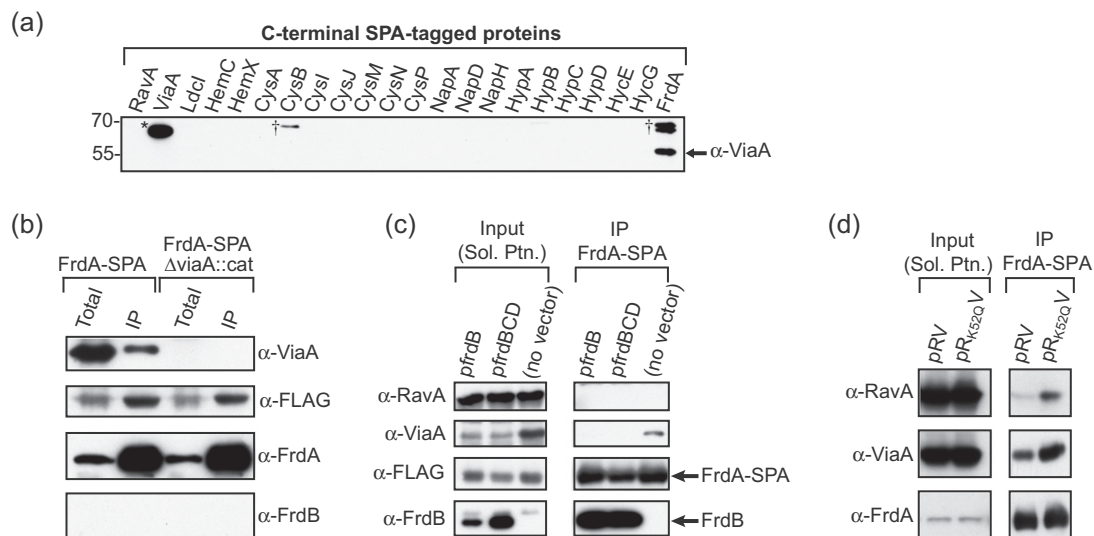 (a)
C-terminal SPA-tagged proteins
RavA ViaA LdcI HemC HemX CysA CysB CysI CysJ CysM CysN CysP NapA NapD NapH HypA HypB HypC HypD HycE HycG FrdA
70-
*
†
†
55-
α-ViaA
(b)
FrdA-SPA
FrdA-SPA
ΔviaA::cat
Total IP Total IP
α-ViaA
α-FLAG
α-FrdA
α-FrdB
(c)
Input
(Sol. Ptn.)
IP
FrdA-SPA
pfrdB pfrdBCD (no vector) pfrdB pfrdBCD (no vector)
α-RavA
α-ViaA
α-FLAG
FrdA-SPA
α-FrdB
FrdB
(d)
Input
(Sol. Ptn.)
IP
FrdA-SPA
pRV pRK52QV pRV pRK52QV
α-RavA
α-ViaA
α-FrdA